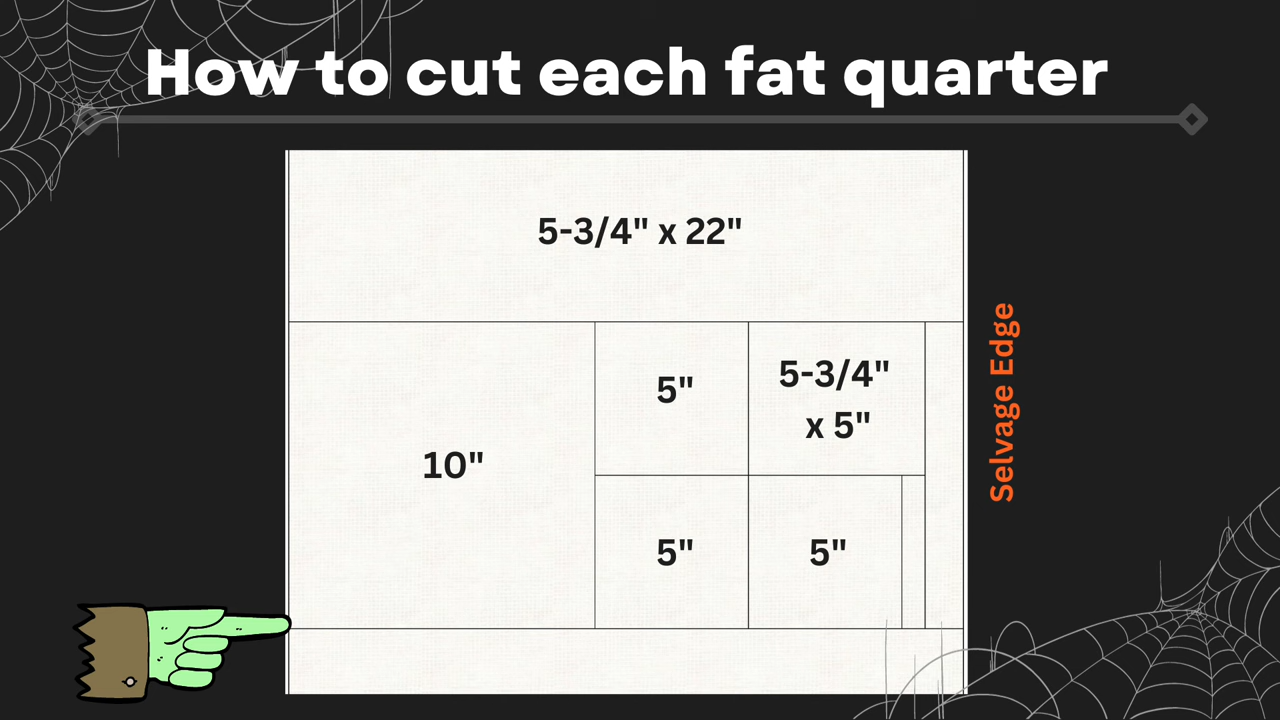 How to cut each fat quarter
5-3/4" x 22"
10"
5"
5-3/4"
x 5"
5"
5"
Selvage Edge